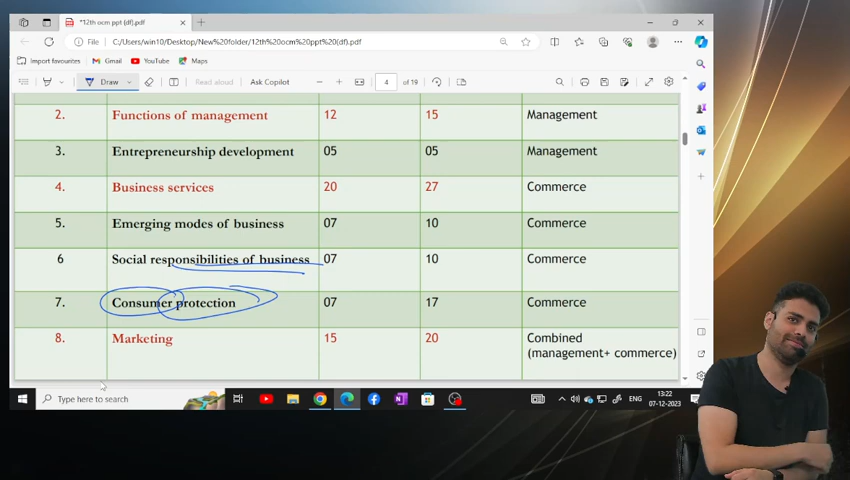 *12th ocm ppt (df).pdf
File
C:/Users/win10/Desktop/New%20folder/12th%20ocm%20ppt%20(df).pdf
Import favourites
Gmail
YouTube
Maps
Draw
Read aloud
Ask Copilot
4
of 19
2. Functions of management 12 15 Management
3. Entrepreneurship development 05 05 Management
4. Business services 20 27 Commerce
5. Emerging modes of business 07 10 Commerce
6 Social responsibilities of business 07 10 Commerce
7. Consumer protection 07 17 Commerce
8. Marketing 15 20 Combined
(management+ commerce)
Type here to search
ENG
13:22
07-12-2023